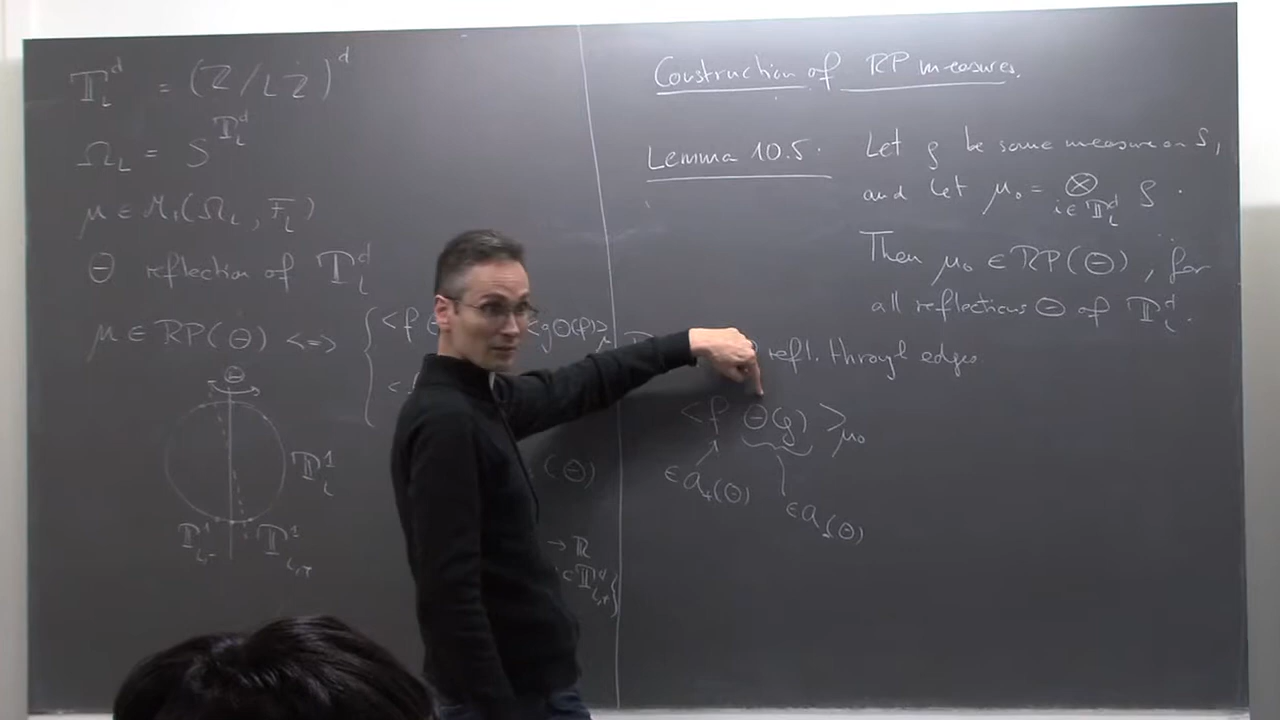 𝕋_L^d = (ℤ/Lℤ)^d
Ω_L = S^{𝕋_L^d}
μ ∈ M_1(Ω_L, F_L)
Θ reflection of 𝕋_L^d
μ ∈ RP(Θ) <=> { <f Θ
<gΘ(f)>_μ
<
Θ
𝕋_L^1
𝕋_{L,-}^1 𝕋_{L,+}^1
(Θ)
→ ℝ
𝕋_{L,+}^d }
Construction of RP measures.
Lemma 10.5. Let ρ be some measure on S,
and let μ_0 = ⊗_{i∈𝕋_L^d} ρ.
Then μ_0 ∈ RP(Θ), for
all reflections Θ of 𝕋_L^d.
refl. through edges
<f Θ(g)>_{μ_0}
∈ a_+(Θ)
∈ a_-(Θ)